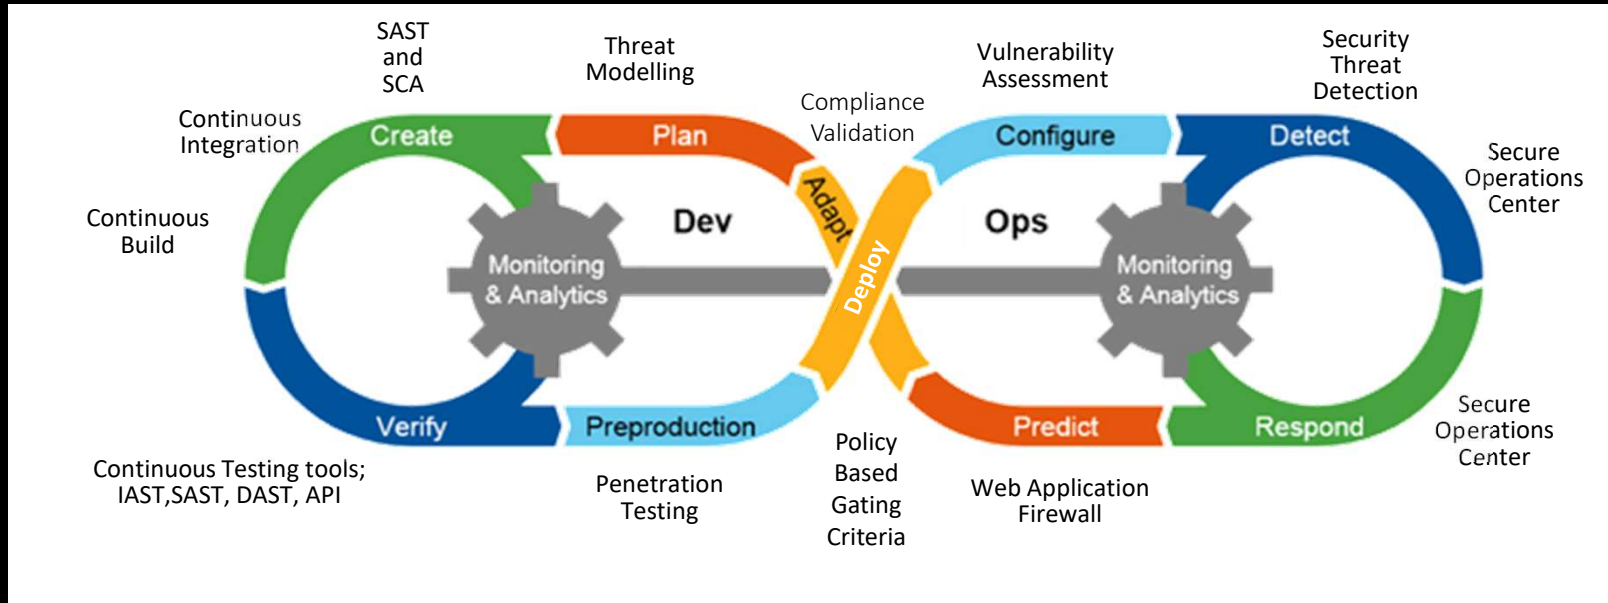 SAST
and
SCA
Threat
Modelling
Vulnerability
Assessment
Security
Threat
Detection
Compliance
Validation
Continuous
Integration
Create
Plan
Configure
Detect
Secure
Operations
Center
Continuous
Build
Adapt
Dev
Ops
Deploy
Monitoring
& Analytics
Monitoring
& Analytics
Verify
Preproduction
Predict
Respond
Secure
Operations
Center
Continuous Testing tools;
IAST,SAST, DAST, API
Penetration
Testing
Policy
Based
Gating
Criteria
Web Application
Firewall